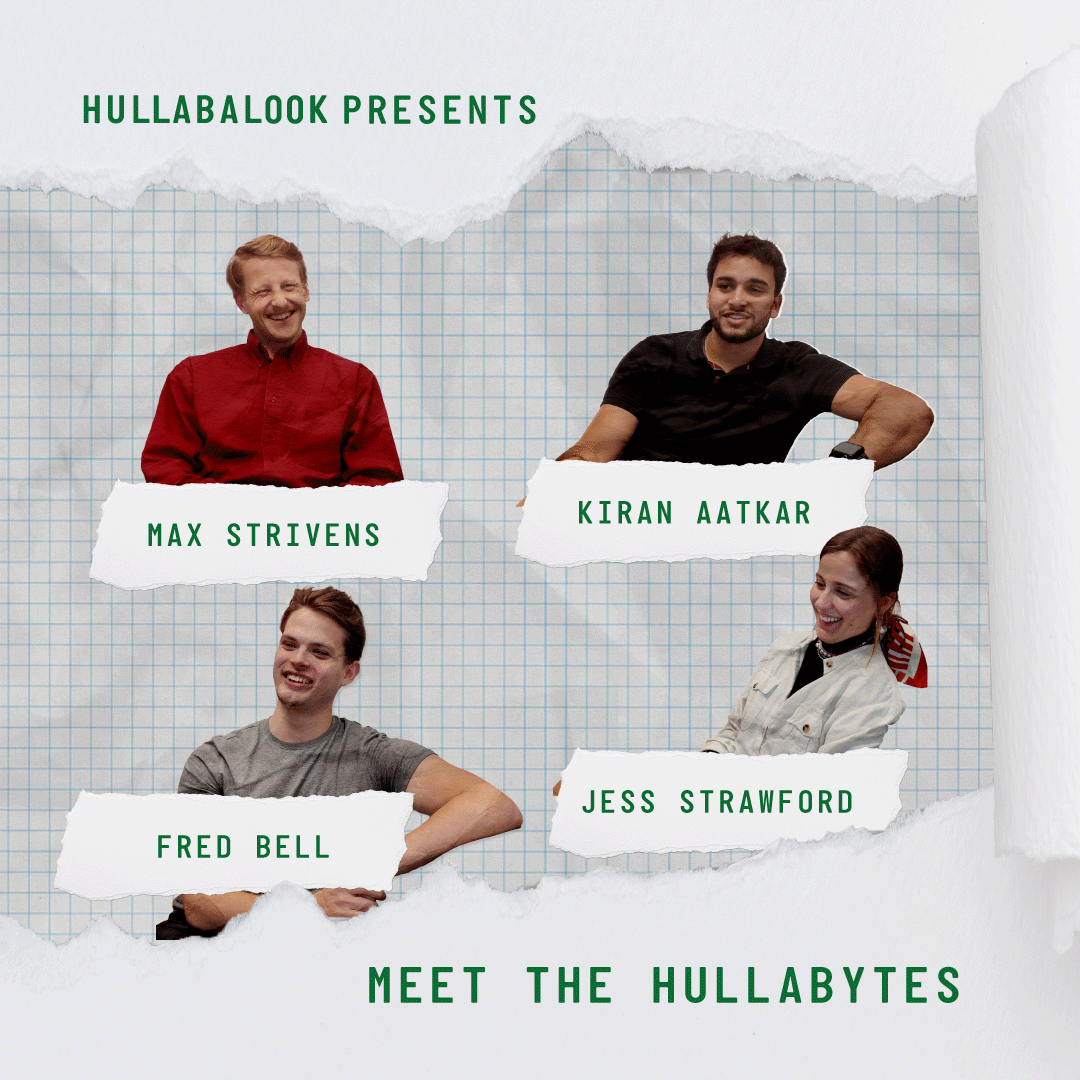 HULLABALOOK PRESENTS
MAX STRIVENS
KIRAN AATKAR
FRED BELL
JESS STRAWFORD
MEET THE HULLABYTES